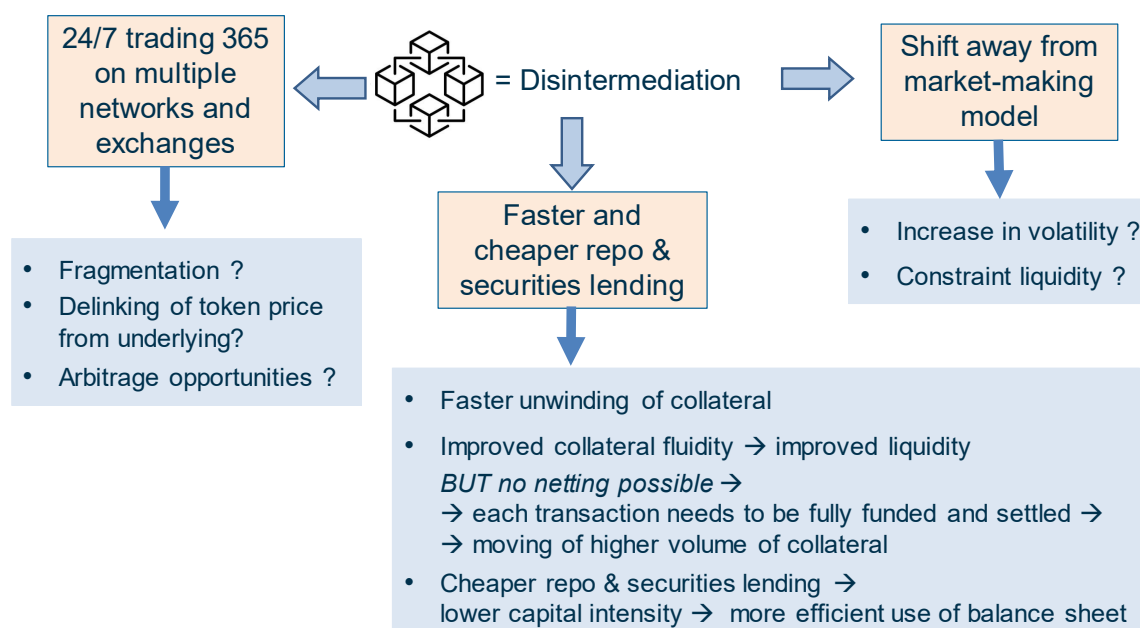 24/7 trading 365
on multiple
networks and
exchanges
= Disintermediation
Shift away from
market-making
model
Faster and
cheaper repo &
securities lending
• Fragmentation ?
• Delinking of token price
from underlying?
• Arbitrage opportunities ?
• Increase in volatility ?
• Constraint liquidity ?
• Faster unwinding of collateral
• Improved collateral fluidity → improved liquidity
BUT no netting possible →
→ each transaction needs to be fully funded and settled →
→ moving of higher volume of collateral
• Cheaper repo & securities lending →
lower capital intensity → more efficient use of balance sheet